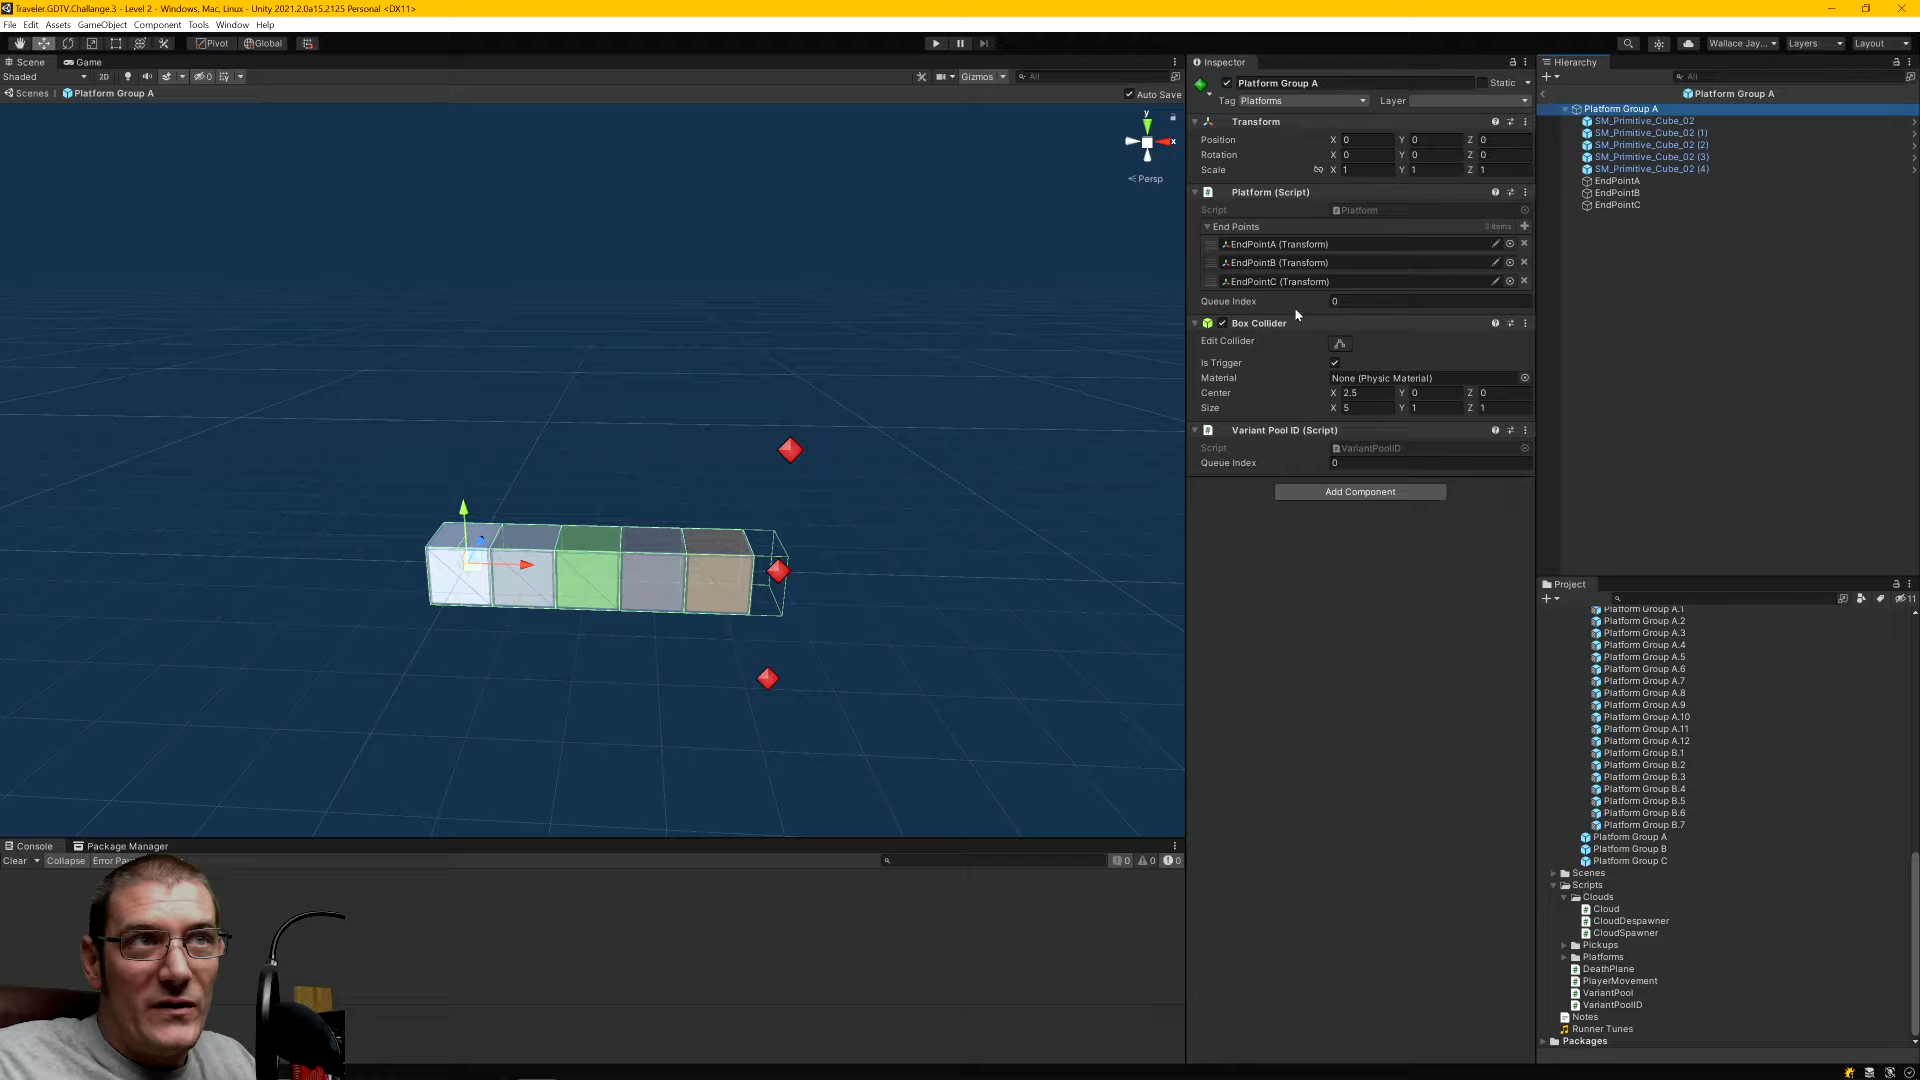 Traveler.GDTV.Challange.3 - Level 2 - Windows, Mac, Linux - Unity 2021.2.0a15.2125 Personal <DX11>
File Edit Assets GameObject Component Tools Window Help
Pivot Global
Wallace Jay... Layers Layout
Scene Game
Shaded 2D 0 Gizmos All
Scenes Platform Group A
Auto Save
y
x
Persp
Inspector
Platform Group A Static
Tag Platforms Layer
Transform
Position X 0 Y 0 Z 0
Rotation X 0 Y 0 Z 0
Scale X 1 Y 1 Z 1
Platform (Script)
Script Platform
End Points 3 items
EndPointA (Transform)
EndPointB (Transform)
EndPointC (Transform)
Queue Index 0
Box Collider
Edit Collider
Is Trigger
Material None (Physic Material)
Center X 2.5 Y 0 Z 0
Size X 5 Y 1 Z 1
Variant Pool ID (Script)
Script VariantPoolID
Queue Index 0
Add Component
Hierarchy
All
Platform Group A
Platform Group A
SM_Primitive_Cube_02
SM_Primitive_Cube_02 (1)
SM_Primitive_Cube_02 (2)
SM_Primitive_Cube_02 (3)
SM_Primitive_Cube_02 (4)
EndPointA
EndPointB
EndPointC
Project
11
Platform Group A.1
Platform Group A.2
Platform Group A.3
Platform Group A.4
Platform Group A.5
Platform Group A.6
Platform Group A.7
Platform Group A.8
Platform Group A.9
Platform Group A.10
Platform Group A.11
Platform Group A.12
Platform Group B.1
Platform Group B.2
Platform Group B.3
Platform Group B.4
Platform Group B.5
Platform Group B.6
Platform Group B.7
Platform Group A
Platform Group B
Platform Group C
Scenes
Scripts
Clouds
Cloud
CloudDespawner
CloudSpawner
Pickups
Platforms
DeathPlane
PlayerMovement
VariantPool
VariantPoolID
Notes
Runner Tunes
Packages
Console Package Manager
Clear Collapse Error 0 0 0